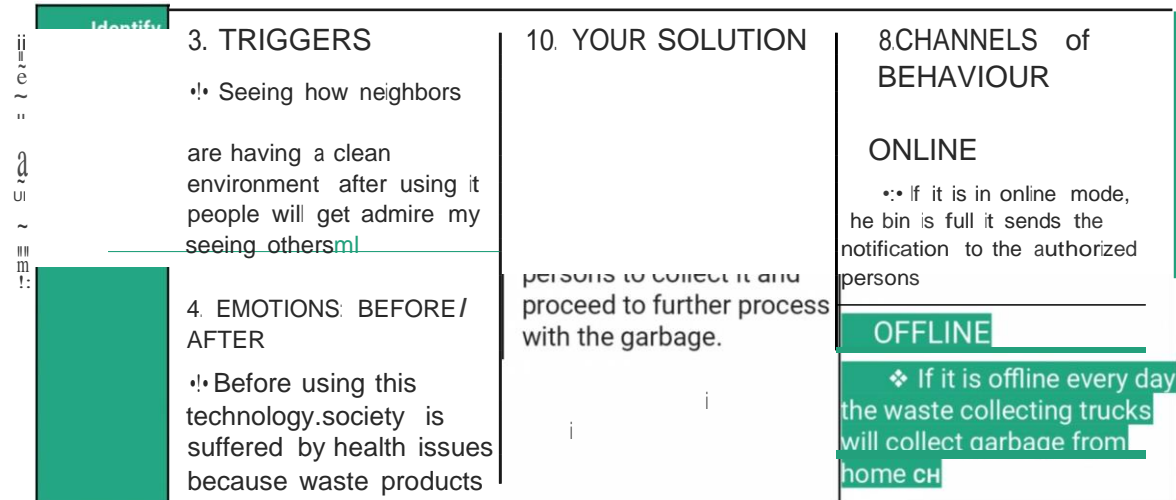 Identify
3. TRIGGERS
•!• Seeing how neighbors
are having a clean
environment after using it
people will get admire my
seeing othersml
4. EMOTIONS: BEFORE /
AFTER
•!• Before using this
technology.society is
suffered by health issues
because waste products
10. YOUR SOLUTION
persons to collect it and
proceed to further process
with the garbage.
8.CHANNELS of
BEHAVIOUR
ONLINE
•:• If it is in online mode,
he bin is full it sends the
notification to the authorized
persons
OFFLINE
❖ If it is offline every day
the waste collecting trucks
will collect garbage from
home CH